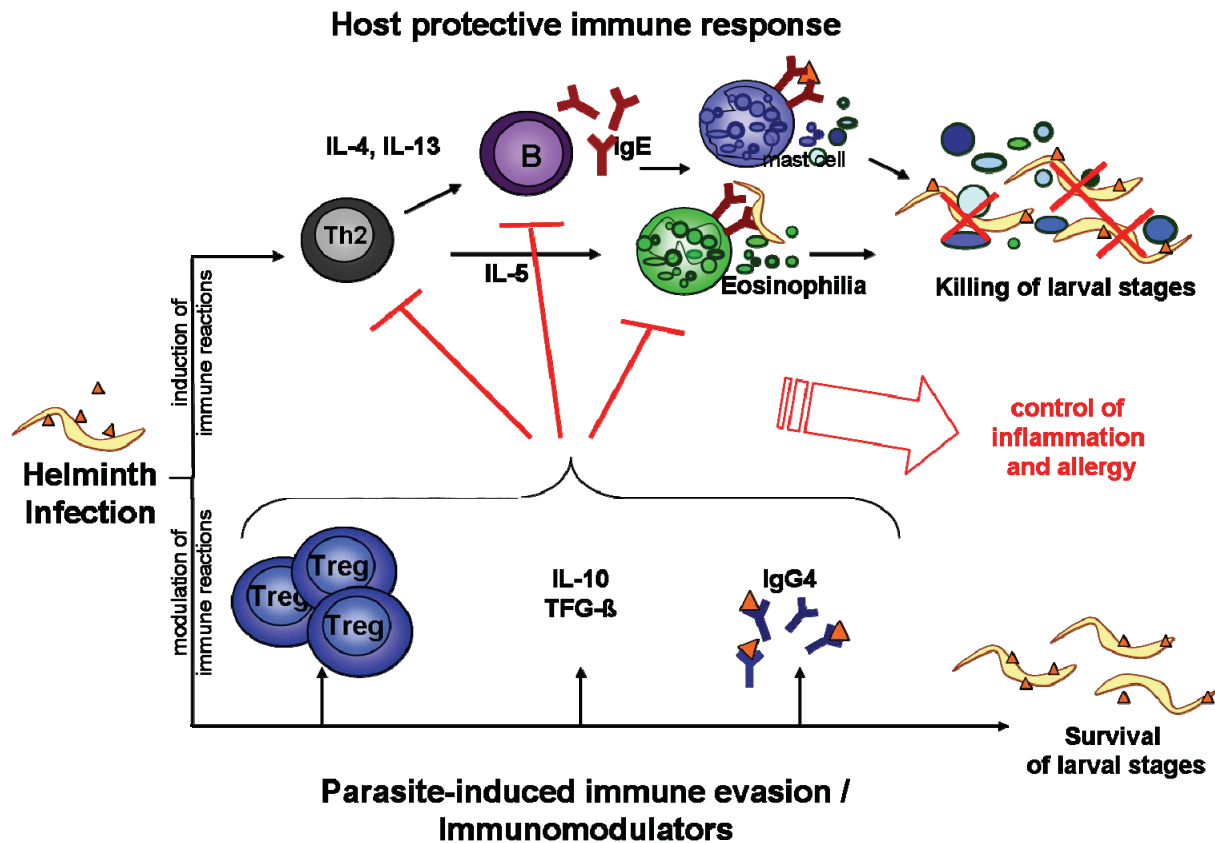 Host protective immune response
IL-4, IL-13
B
igE
mast cell
Th2
IL-5
Eosinophilia
Killing of larval stages
induction of
immune reactions
Helminth
Infection
control of
inflammation
and allergy
modulation of
immune reactions
Treg
Treg
Treg
IL-10
TFG-ß
IgG4
Survival
of larval stages
Parasite-induced immune evasion /
Immunomodulators